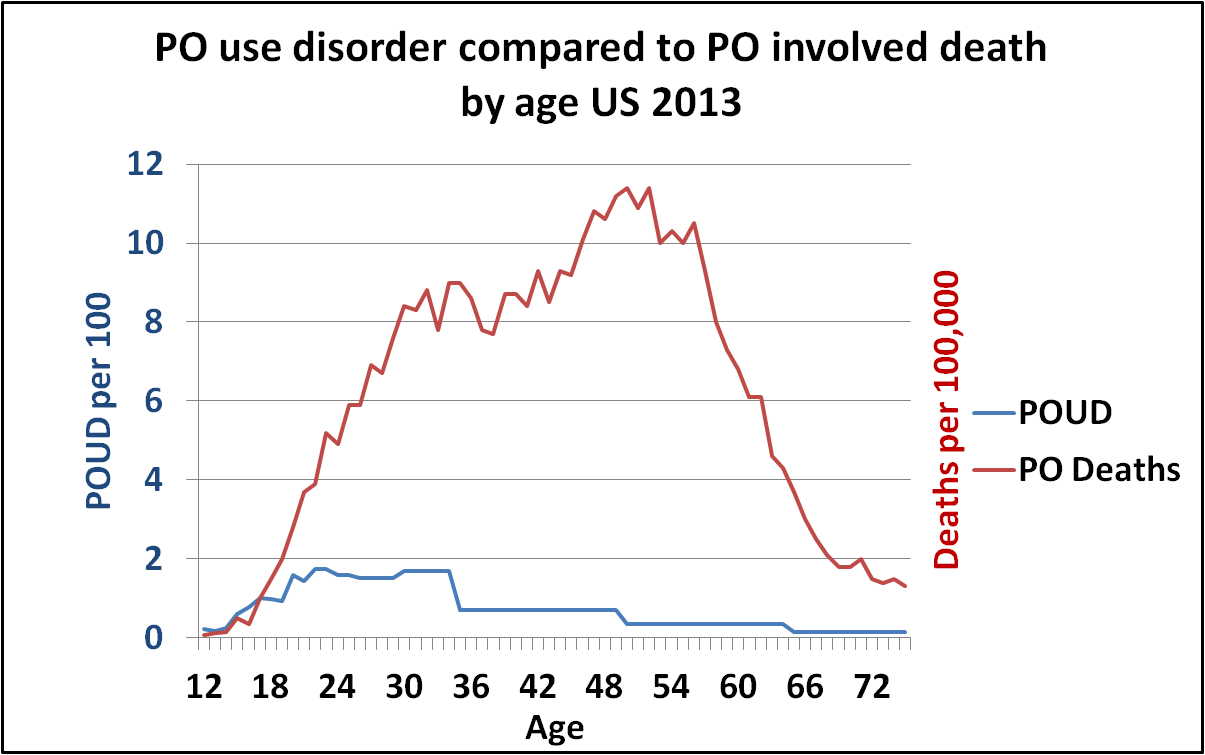 PO use disorder compared to PO involved death
by age US 2013
12
10
8
6
4
2
0
POUD per 100
Deaths per 100,000
POUD
PO Deaths
12 18 24 30 36 42 48 54 60 66 72
Age